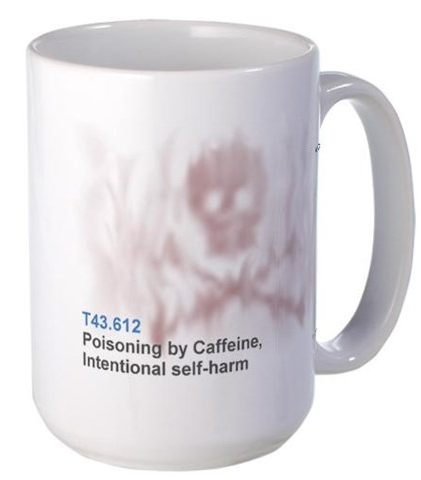 T43.612
Poisoning by Caffeine,
Intentional self-harm